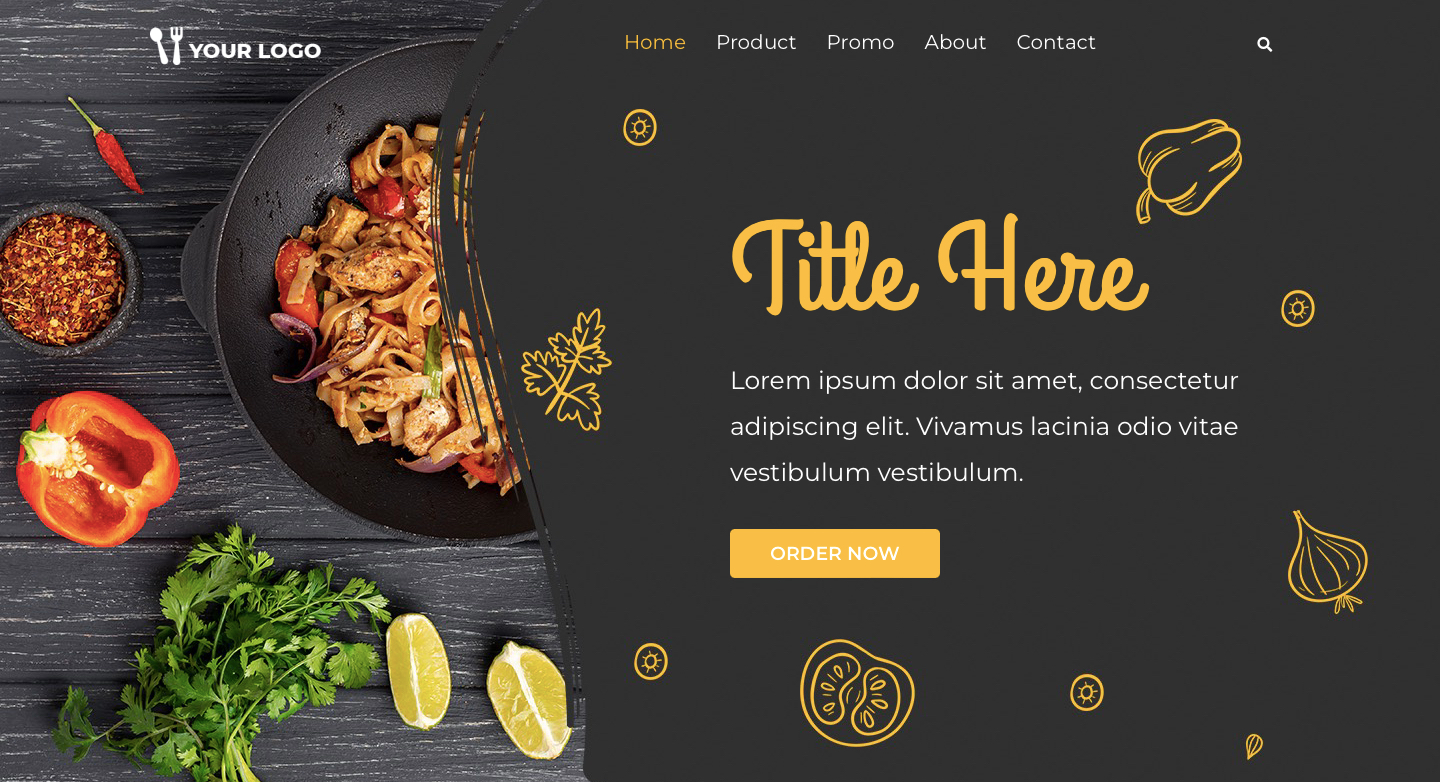 YOUR LOGO
Home Product Promo About Contact
Title Here
Lorem ipsum dolor sit amet, consectetur
adipiscing elit. Vivamus lacinia odio vitae
vestibulum vestibulum.
ORDER NOW